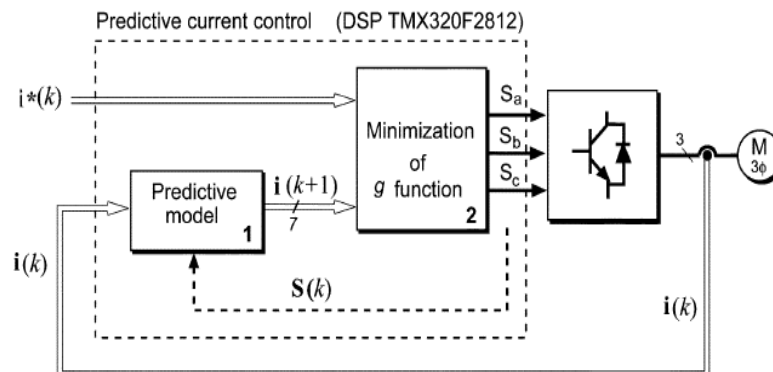 Predictive current control (DSP TMX320F2812)
i*(k)
Minimization
of
g function
2
Sa
Sb
Sc
3
M
3ϕ
Predictive
model
1
i(k+1)
7
i(k)
S(k)
i(k)